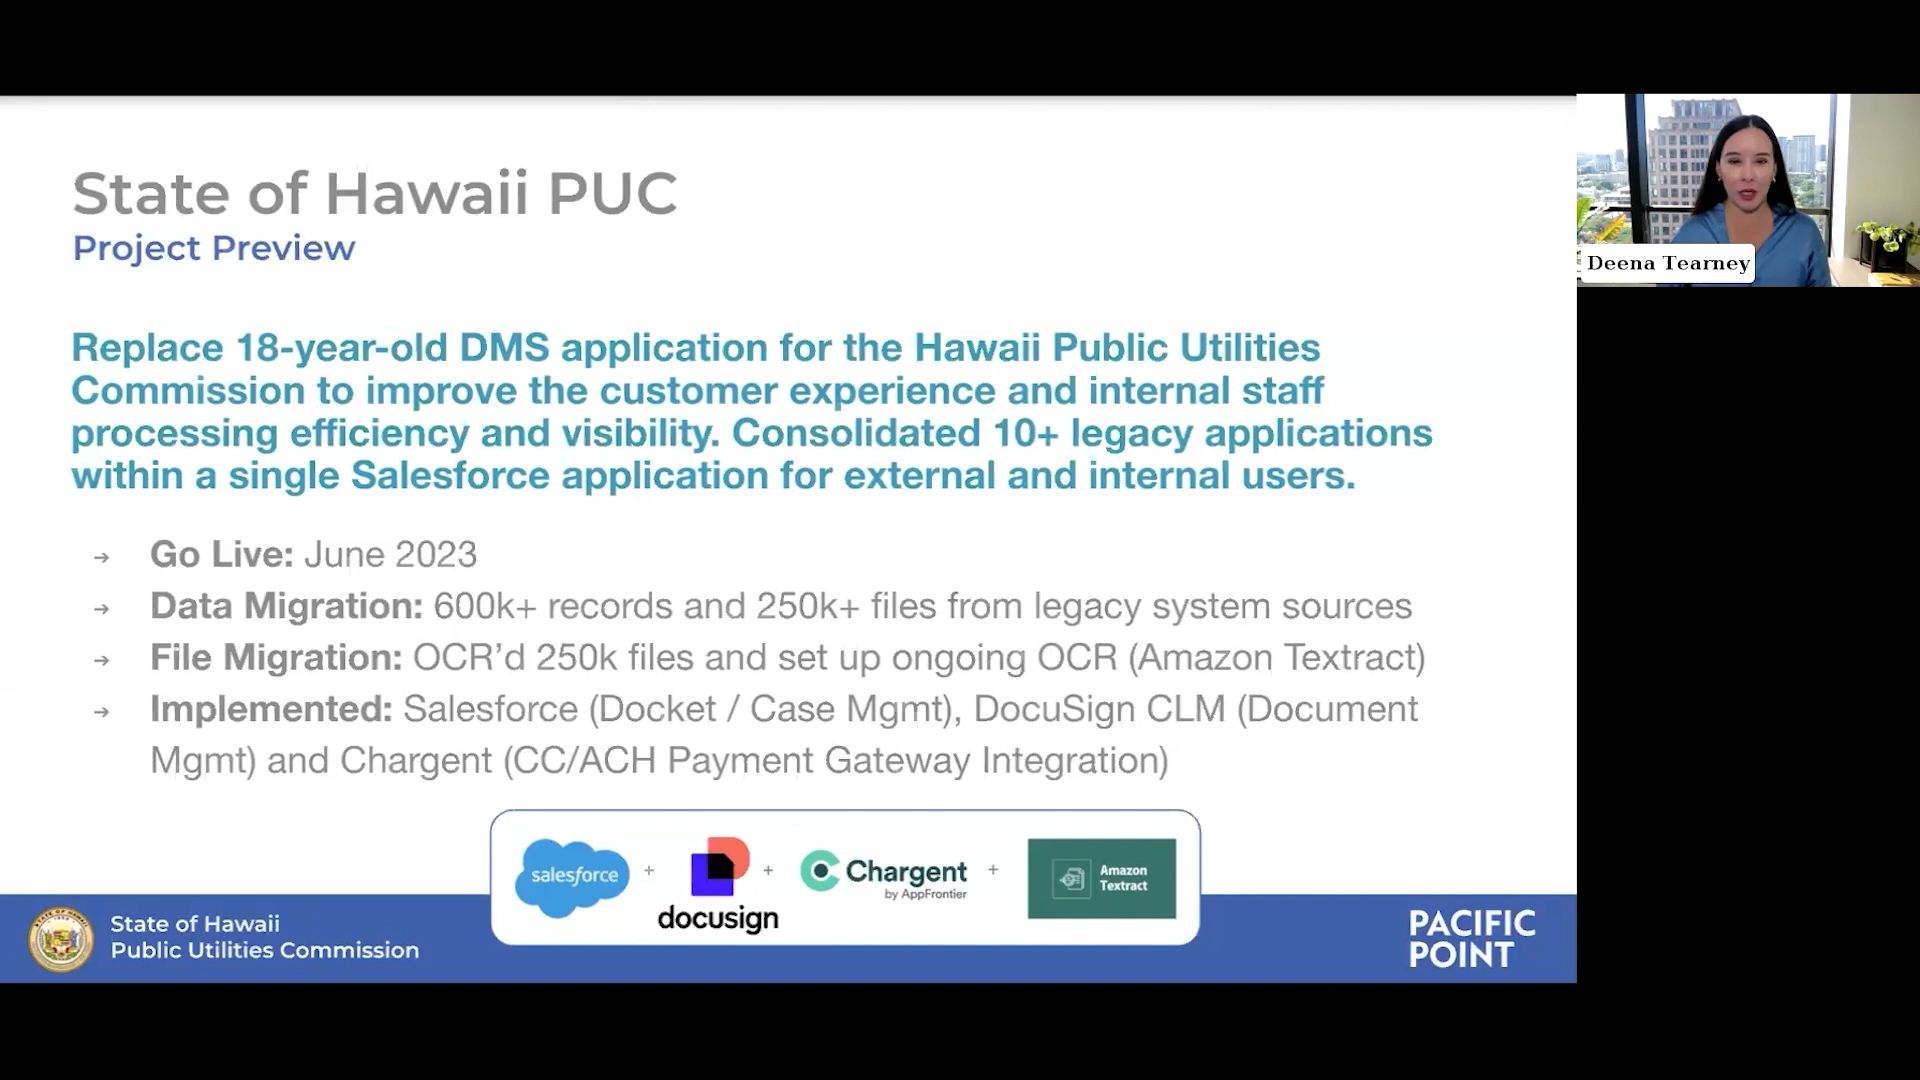 State of Hawaii PUC
Project Preview
Replace 18-year-old DMS application for the Hawaii Public Utilities
Commission to improve the customer experience and internal staff
processing efficiency and visibility. Consolidated 10+ legacy applications
within a single Salesforce application for external and internal users.
→ Go Live: June 2023
→ Data Migration: 600k+ records and 250k+ files from legacy system sources
→ File Migration: OCR’d 250k files and set up ongoing OCR (Amazon Textract)
→ Implemented: Salesforce (Docket / Case Mgmt), DocuSign CLM (Document
Mgmt) and Chargent (CC/ACH Payment Gateway Integration)
salesforce
+
docusign
+
Chargent
by AppFrontier
+
Amazon
Textract
State of Hawaii
Public Utilities Commission
PACIFIC
POINT
Deena Tearney